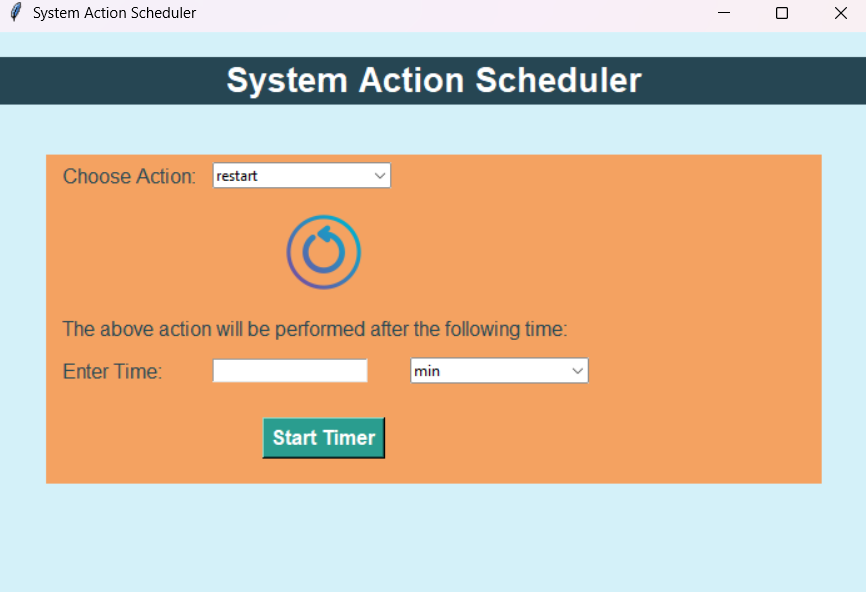 System Action Scheduler
System Action Scheduler
Choose Action: restart
The above action will be performed after the following time:
Enter Time: min
Start Timer